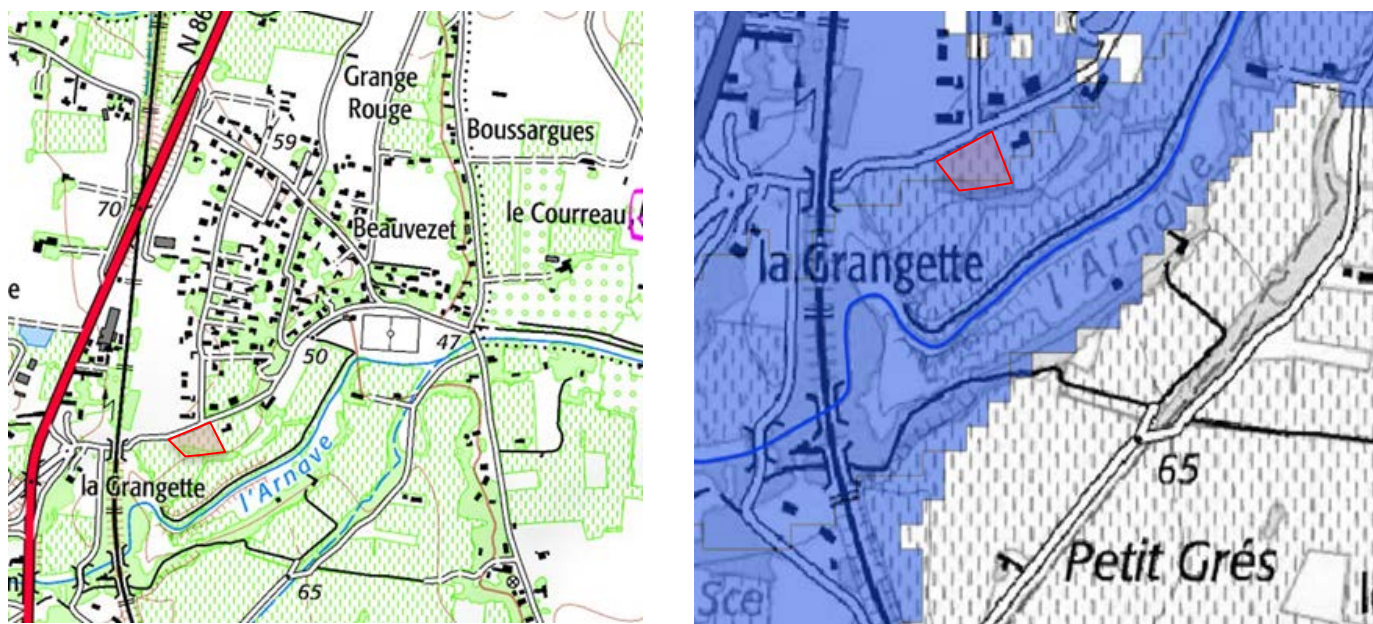 N 86
Grange
Rouge
59
Boussargues
70
Beauvezet
le Courreau
e
50
47
la Grangette
l'Arnave
n
65
la Grangette
l'Arnave
65
Petit Grés
Sce
l